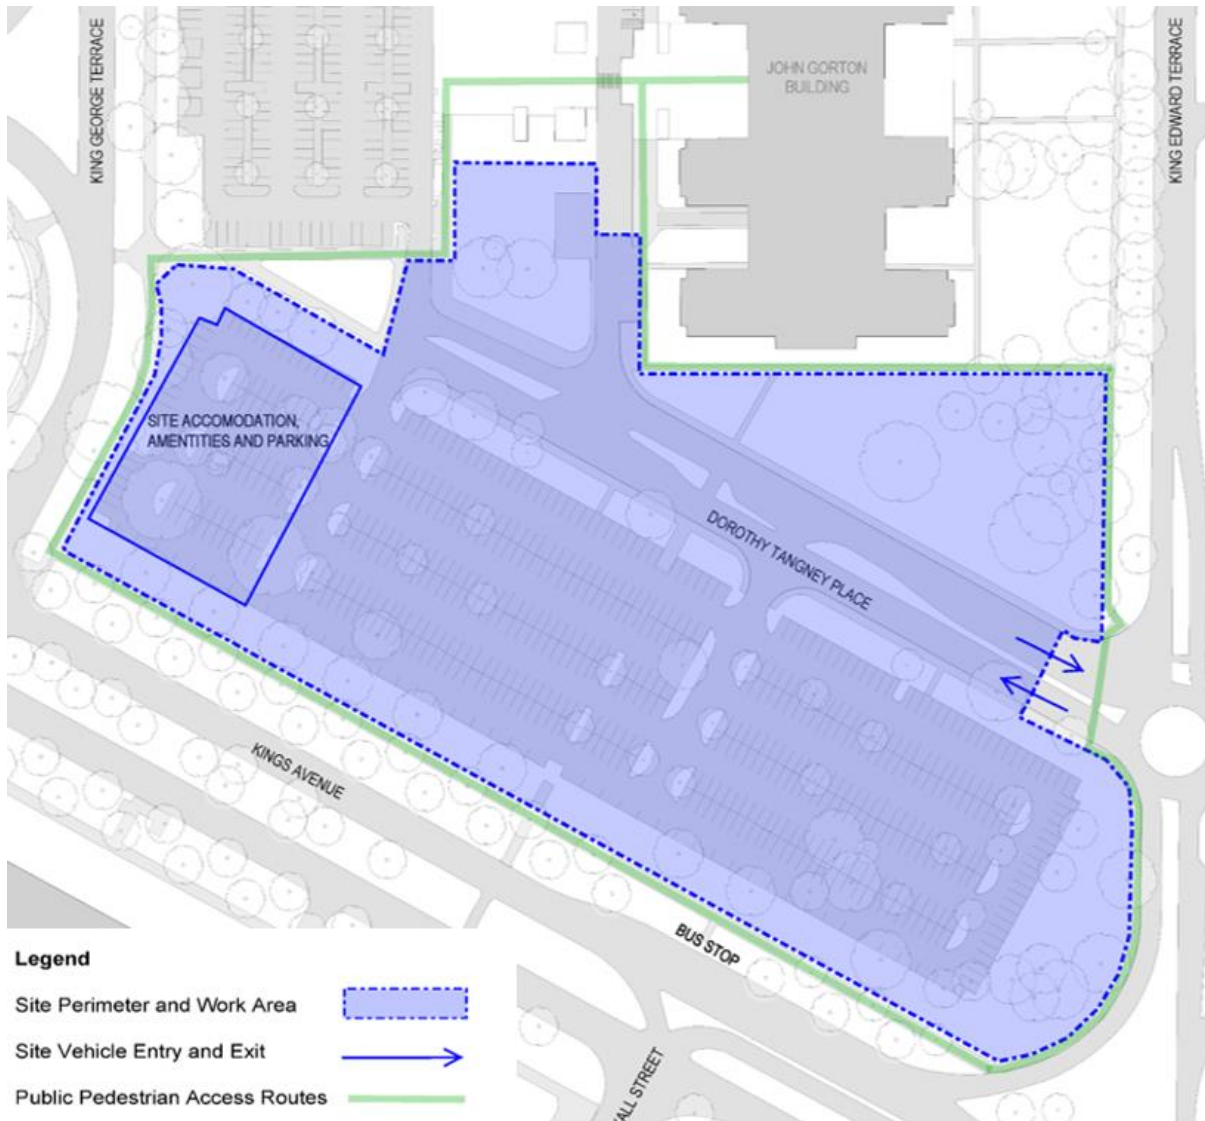 KING GEORGE TERRACE
JOHN GORTON
BUILDING
KING EDWARD TERRACE
SITE ACCOMODATION,
AMENTITIES AND PARKING
DOROTHY TANGNEY PLACE
KINGS AVENUE
BUS STOP
Legend
Site Perimeter and Work Area
Site Vehicle Entry and Exit
Public Pedestrian Access Routes
STREET